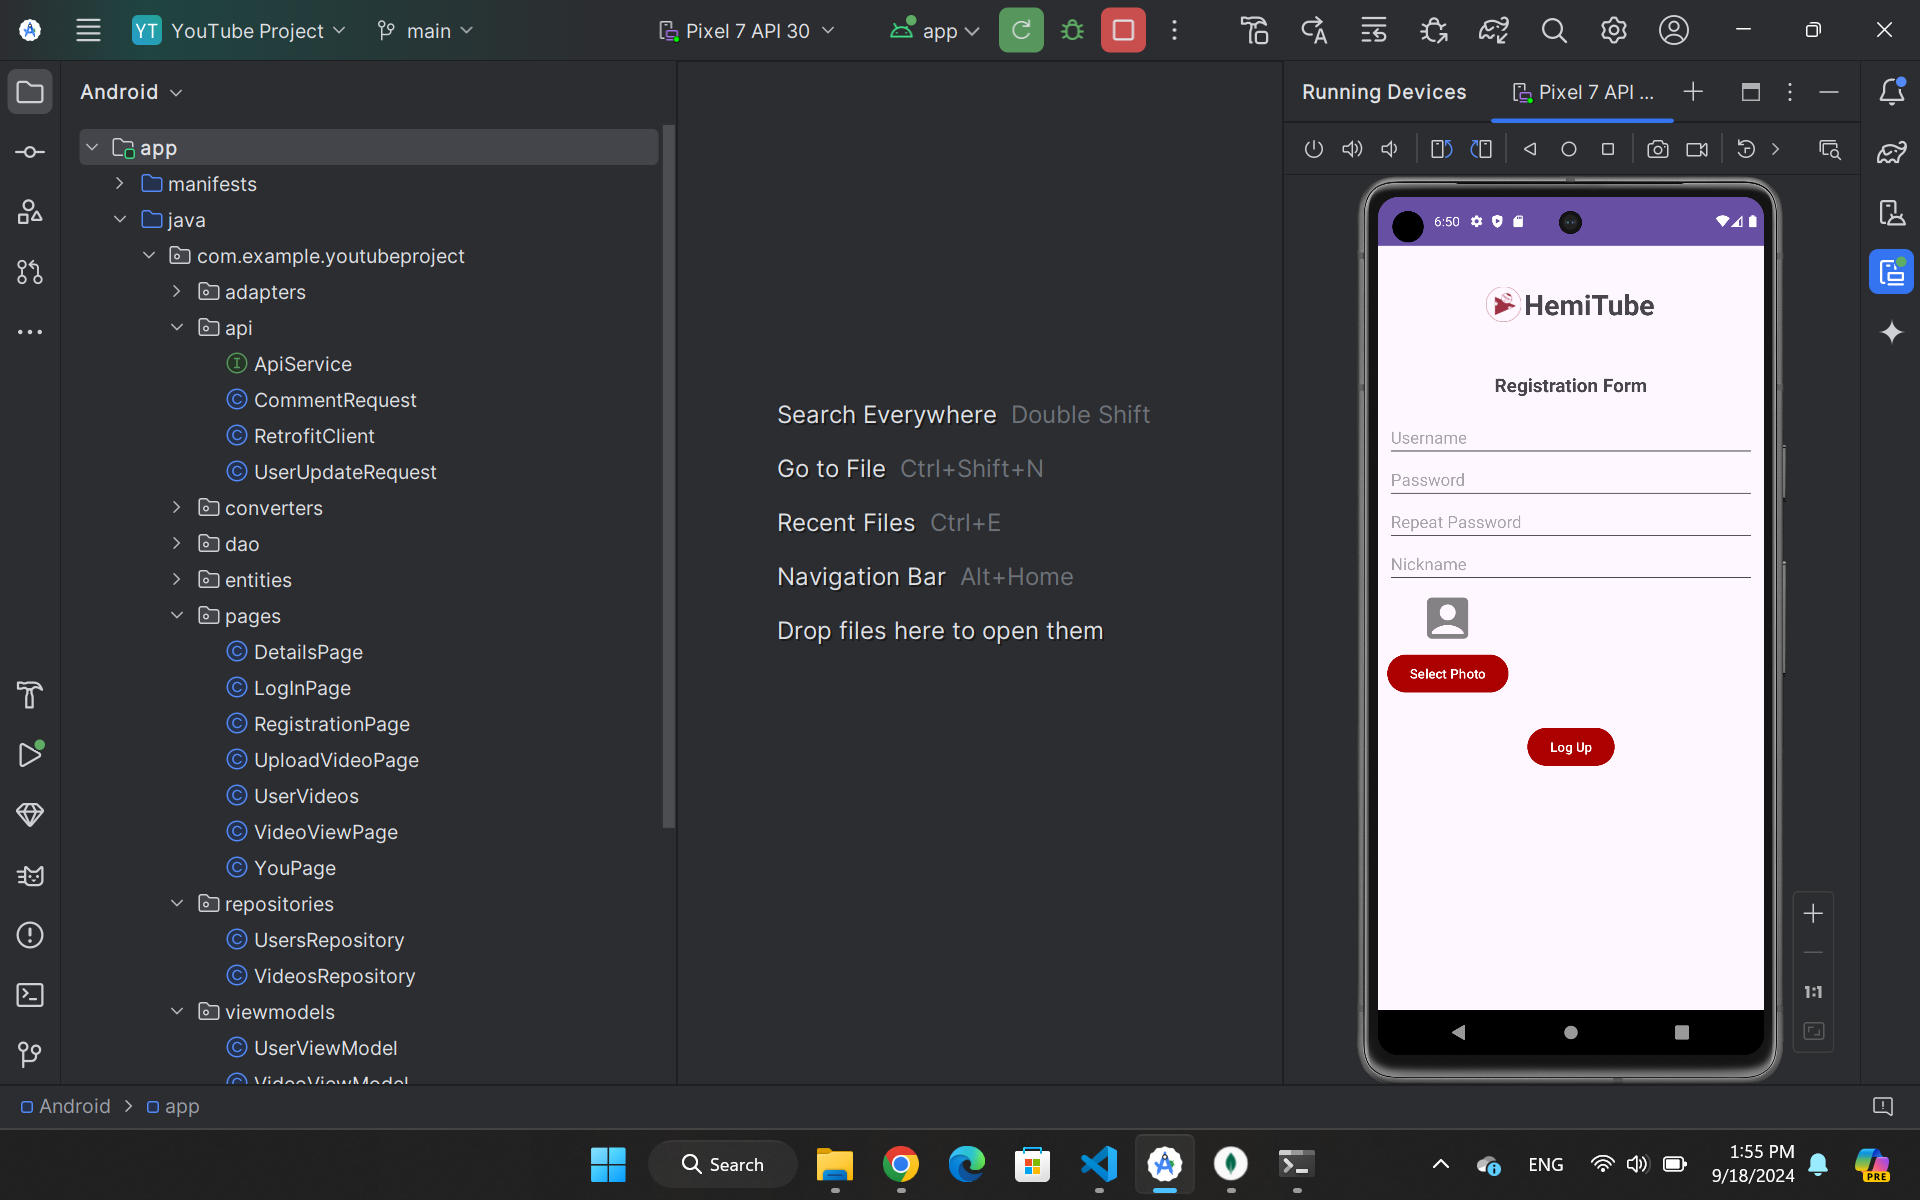 YT YouTube Project
main
Pixel 7 API 30
app
Android
app
manifests
java
com.example.youtubeproject
adapters
api
ApiService
CommentRequest
RetrofitClient
UserUpdateRequest
converters
dao
entities
pages
DetailsPage
LogInPage
RegistrationPage
UploadVideoPage
UserVideos
VideoViewPage
YouPage
repositories
UsersRepository
VideosRepository
viewmodels
UserViewModel
VideoViewModel
Search Everywhere Double Shift
Go to File Ctrl+Shift+N
Recent Files Ctrl+E
Navigation Bar Alt+Home
Drop files here to open them
Running Devices
Pixel 7 API ...
6:50
HemiTube
Registration Form
Username
Password
Repeat Password
Nickname
Select Photo
Log Up
1:1
Android
app
Search
ENG
1:55 PM
9/18/2024
PRE